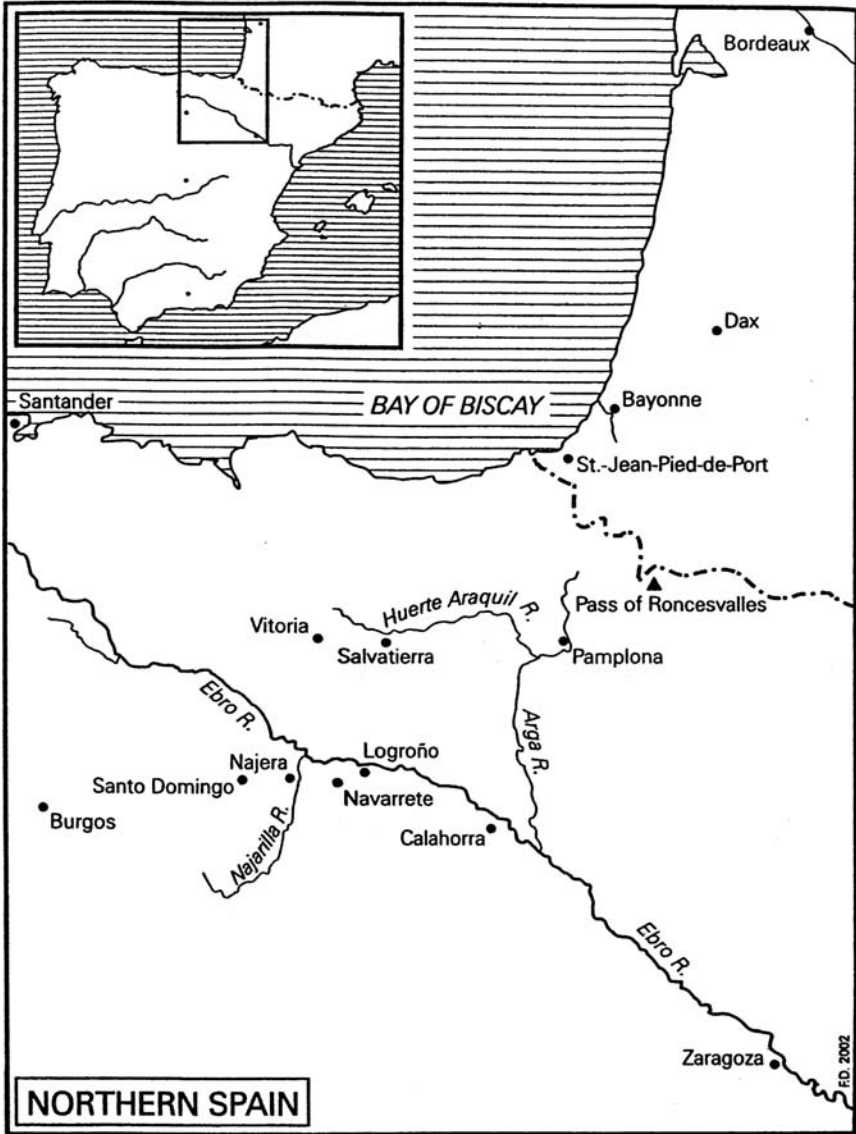 Bordeaux
Dax
Santander
BAY OF BISCAY
Bayonne
St.-Jean-Pied-de-Port
Huerte Araquil R.
Pass of Roncesvalles
Vitoria
Salvatierra
Pamplona
Ebro R.
Arga R.
Najera
Logroño
Santo Domingo
Navarrete
Burgos
Najarilla R.
Calahorra
Ebro R.
Zaragoza
F.D. 2002
NORTHERN SPAIN